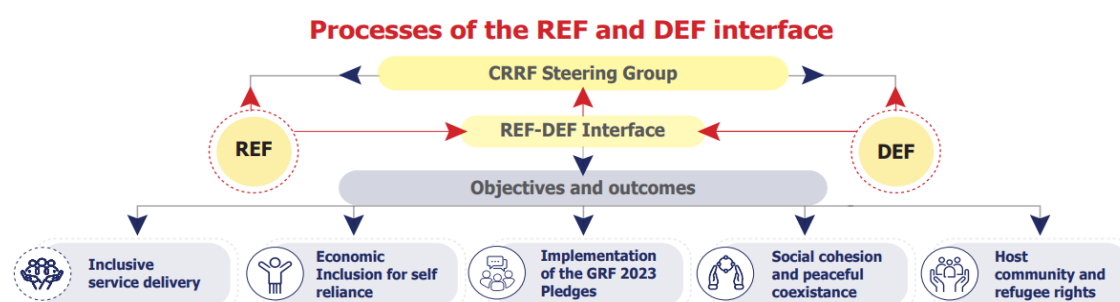 Processes of the REF and DEF interface
CRRF Steering Group
REF
REF-DEF Interface
DEF
Objectives and outcomes
Inclusive
service delivery
Economic
Inclusion for self
reliance
Implementation
of the GRF 2023
Pledges
Social cohesion
and peaceful
coexistance
Host
community and
refugee rights